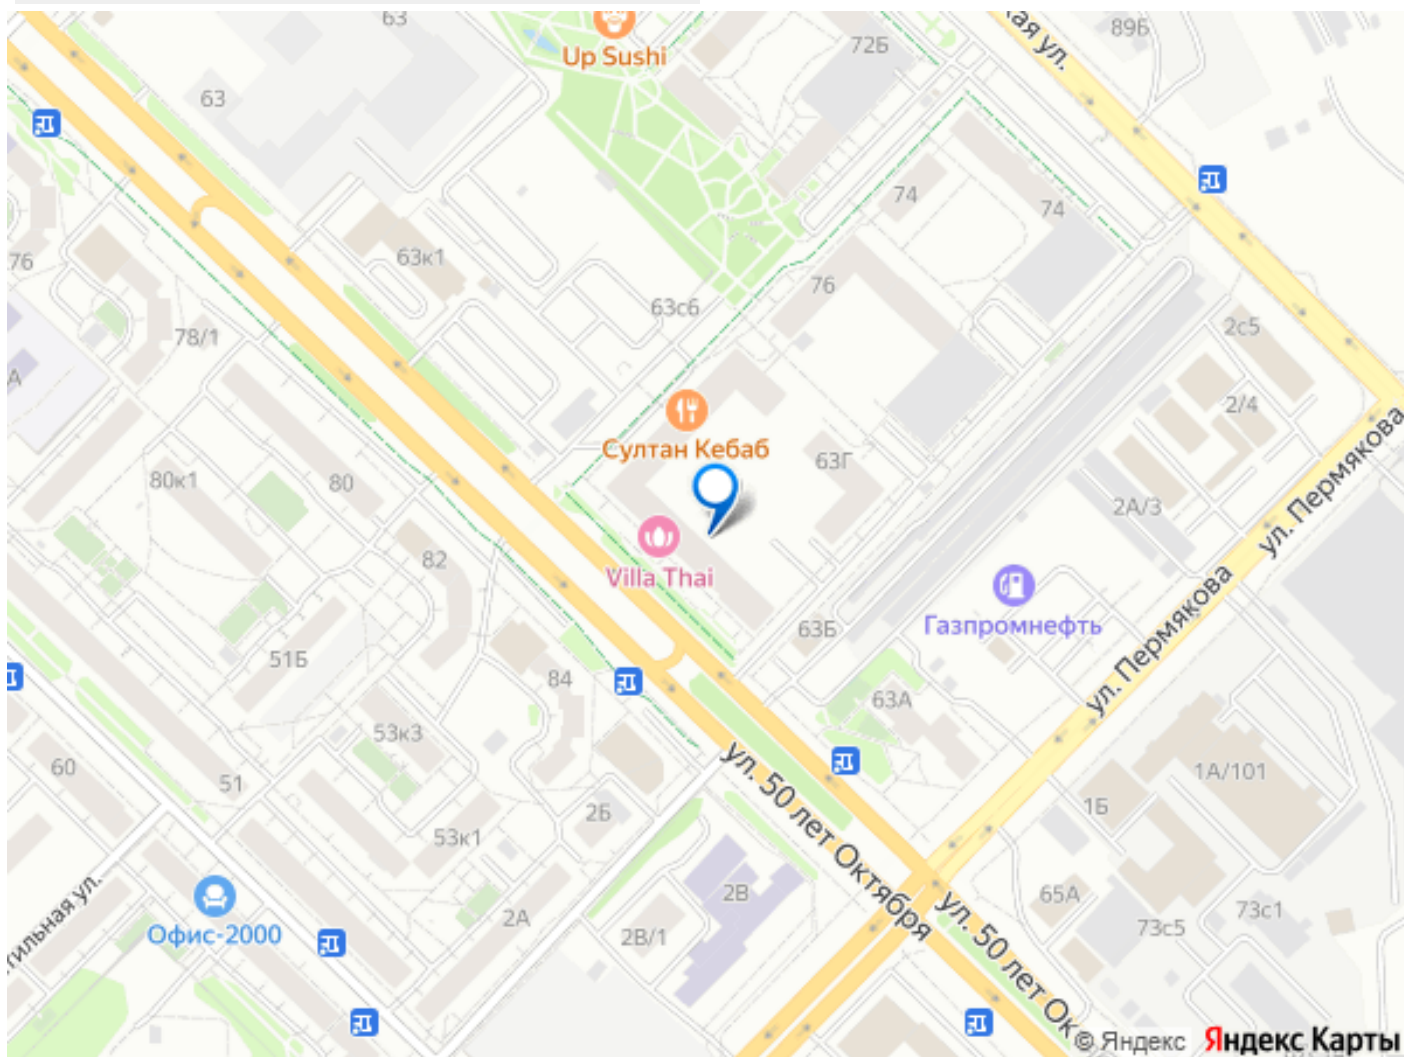 63
Up Sushi
72Б
кая ул.
89Б
63
74
74
76
63к1
76
63с6
78/1
2с5
А
2/4
Султан Кебаб
63Г
80к1
80
2А/3
ул. Пермякова
82
Villa Thai
63Б
Газпромнефть
ул. Пермякова
51Б
84
63А
53к3
60
51
ул. 50 лет Октября
1А/101
1Б
2Б
53к1
2В
65А
73с1
тильная ул.
Офис-2000
2А
2В/1
73с5
ул. 50 лет Ок
© Яндекс Яндекс Карты